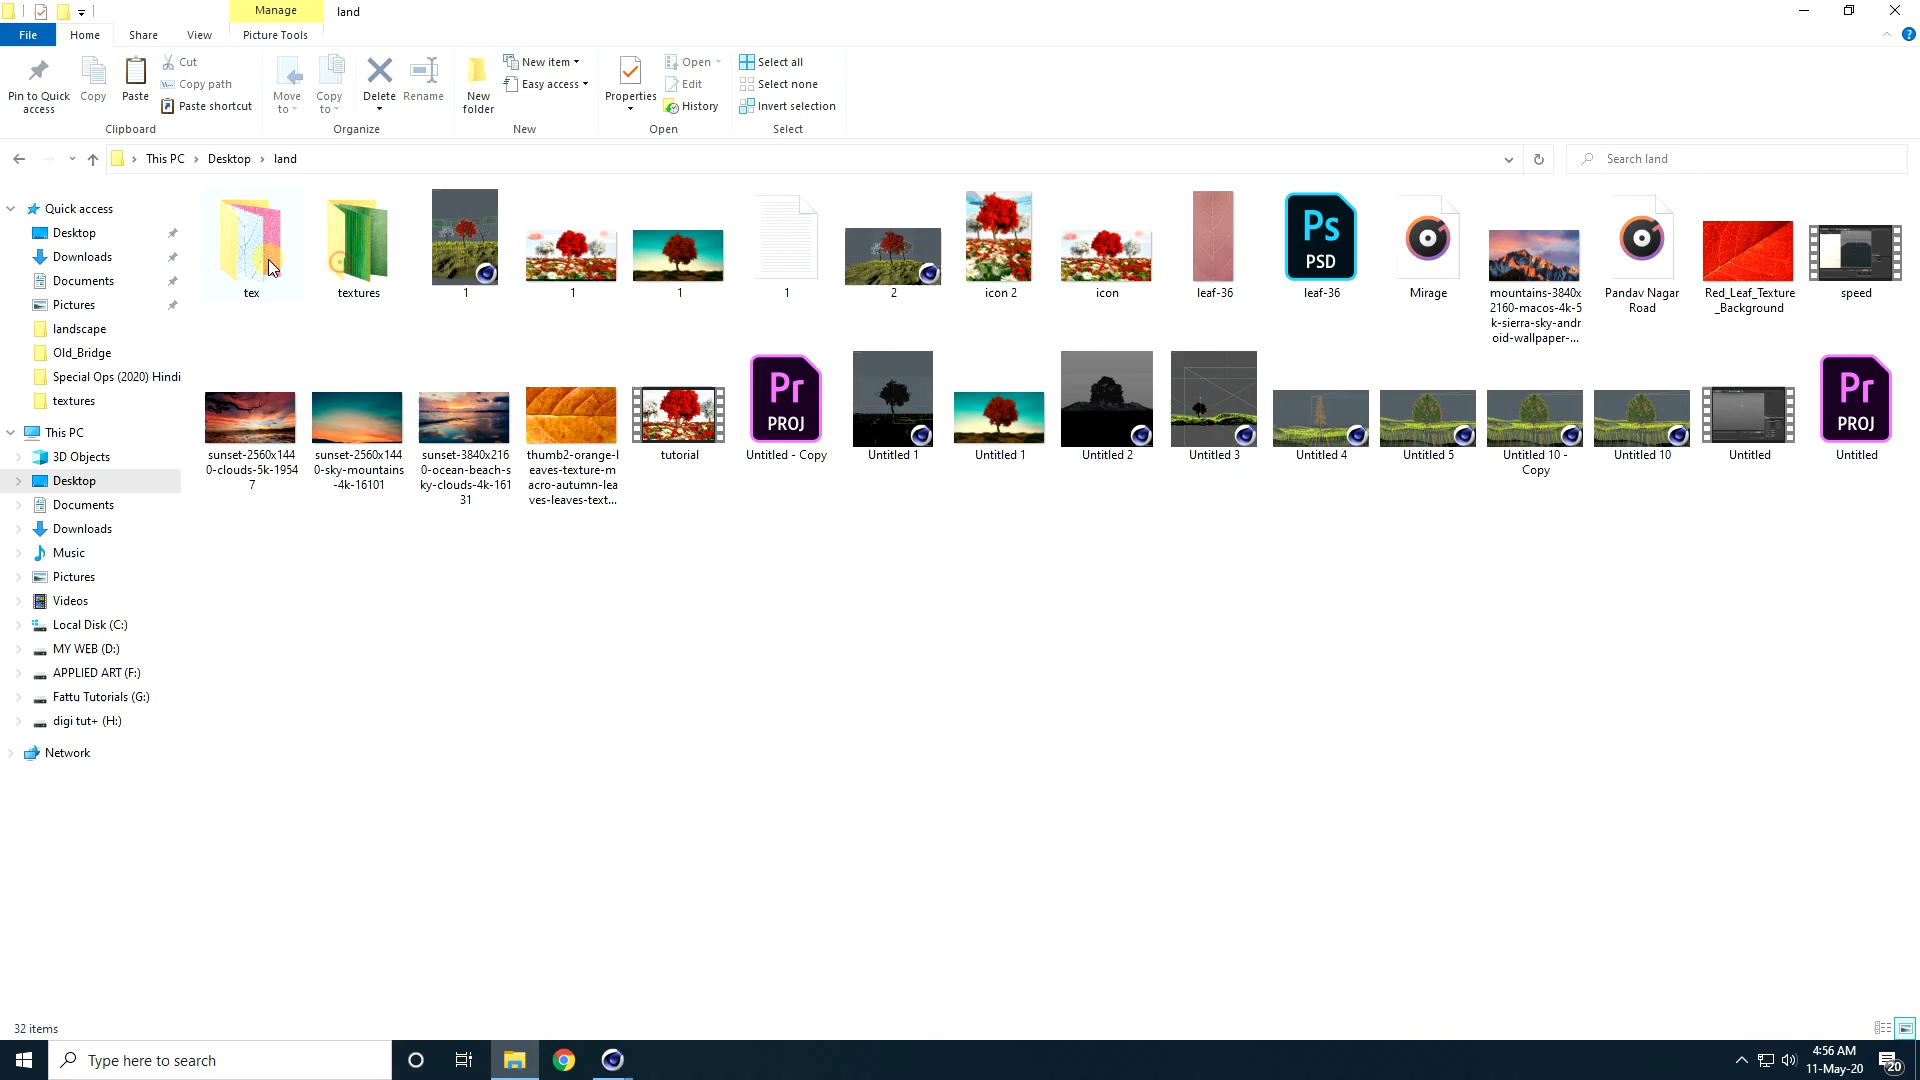 Manage
land
File
Home
Share
View
Picture Tools
Pin to Quick access
Copy
Paste
Cut
Copy path
Paste shortcut
Clipboard
Move to
Copy to
Delete
Rename
Organize
New folder
New item
Easy access
New
Properties
Open
Edit
History
Open
Select all
Select none
Invert selection
Select
This PC > Desktop > land
Search land
Quick access
Desktop
Downloads
Documents
Pictures
landscape
Old_Bridge
Special Ops (2020) Hindi
textures
This PC
3D Objects
Desktop
Documents
Downloads
Music
Pictures
Videos
Local Disk (C:)
MY WEB (D:)
APPLIED ART (F:)
Fattu Tutorials (G:)
digi tut+ (H:)
Network
tex
textures
1
1
1
1
2
icon 2
icon
leaf-36
Ps
PSD
leaf-36
Mirage
mountains-3840x
2160-macos-4k-5
k-sierra-sky-andr
oid-wallpaper-...
Pandav Nagar
Road
Red_Leaf_Texture
_Background
speed
sunset-2560x144
0-clouds-5k-1954
7
sunset-2560x144
0-sky-mountains
-4k-16101
sunset-3840x216
0-ocean-beach-s
ky-clouds-4k-161
31
thumb2-orange-l
eaves-texture-m
acro-autumn-lea
ves-leaves-text...
tutorial
Pr
PROJ
Untitled - Copy
Untitled 1
Untitled 1
Untitled 2
Untitled 3
Untitled 4
Untitled 5
Untitled 10 -
Copy
Untitled 10
Untitled
Pr
PROJ
Untitled
32 items
Type here to search
4:56 AM
11-May-20
20